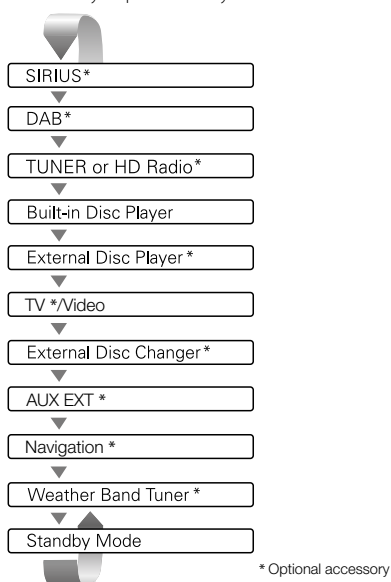 SIRIUS*
DAB*
TUNER or HD Radio*
Built-in Disc Player
External Disc Player *
TV */Video
External Disc Changer *
AUX EXT *
Navigation *
Weather Band Tuner *
Standby Mode
* Optional accessory